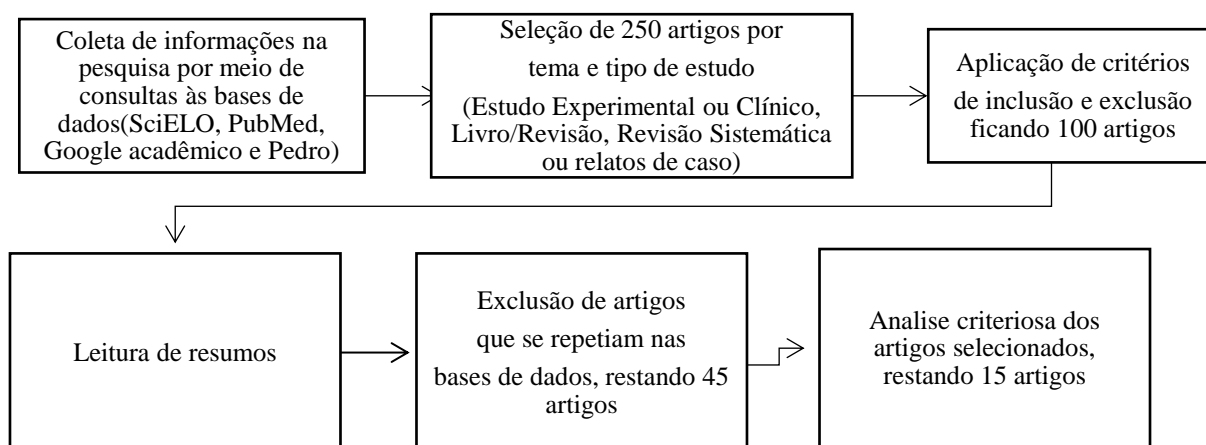 Coleta de informações na
pesquisa por meio de
consultas às bases de
dados(SciELO, PubMed,
Google acadêmico e Pedro)
Seleção de 250 artigos por
tema e tipo de estudo
(Estudo Experimental ou Clínico,
Livro/Revisão, Revisão Sistemática
ou relatos de caso)
Aplicação de critérios
de inclusão e exclusão
ficando 100 artigos
Leitura de resumos
Exclusão de artigos
que se repetiam nas
bases de dados, restando 45
artigos
Analise criteriosa dos
artigos selecionados,
restando 15 artigos